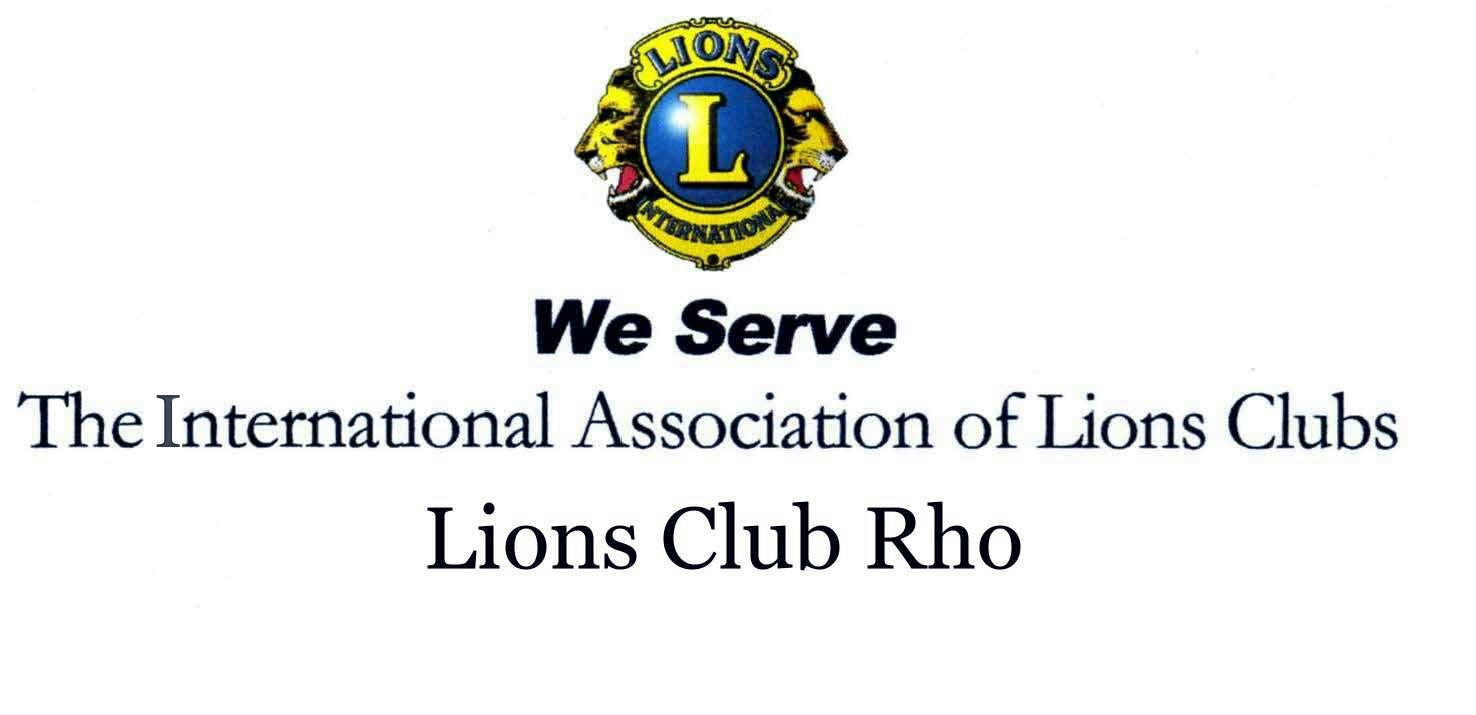 LIONS
L
INTERNATIONAL
We Serve
The International Association of Lions Clubs
Lions Club Rho